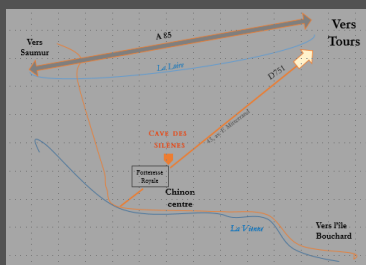 Vers
Tours
A 85
Vers
Saumur
La Loire
D751
CAVE DES
SILÈNES
Forteresse
Royale
Chinon
centre
La Vienne
Vers l'île
Bouchard